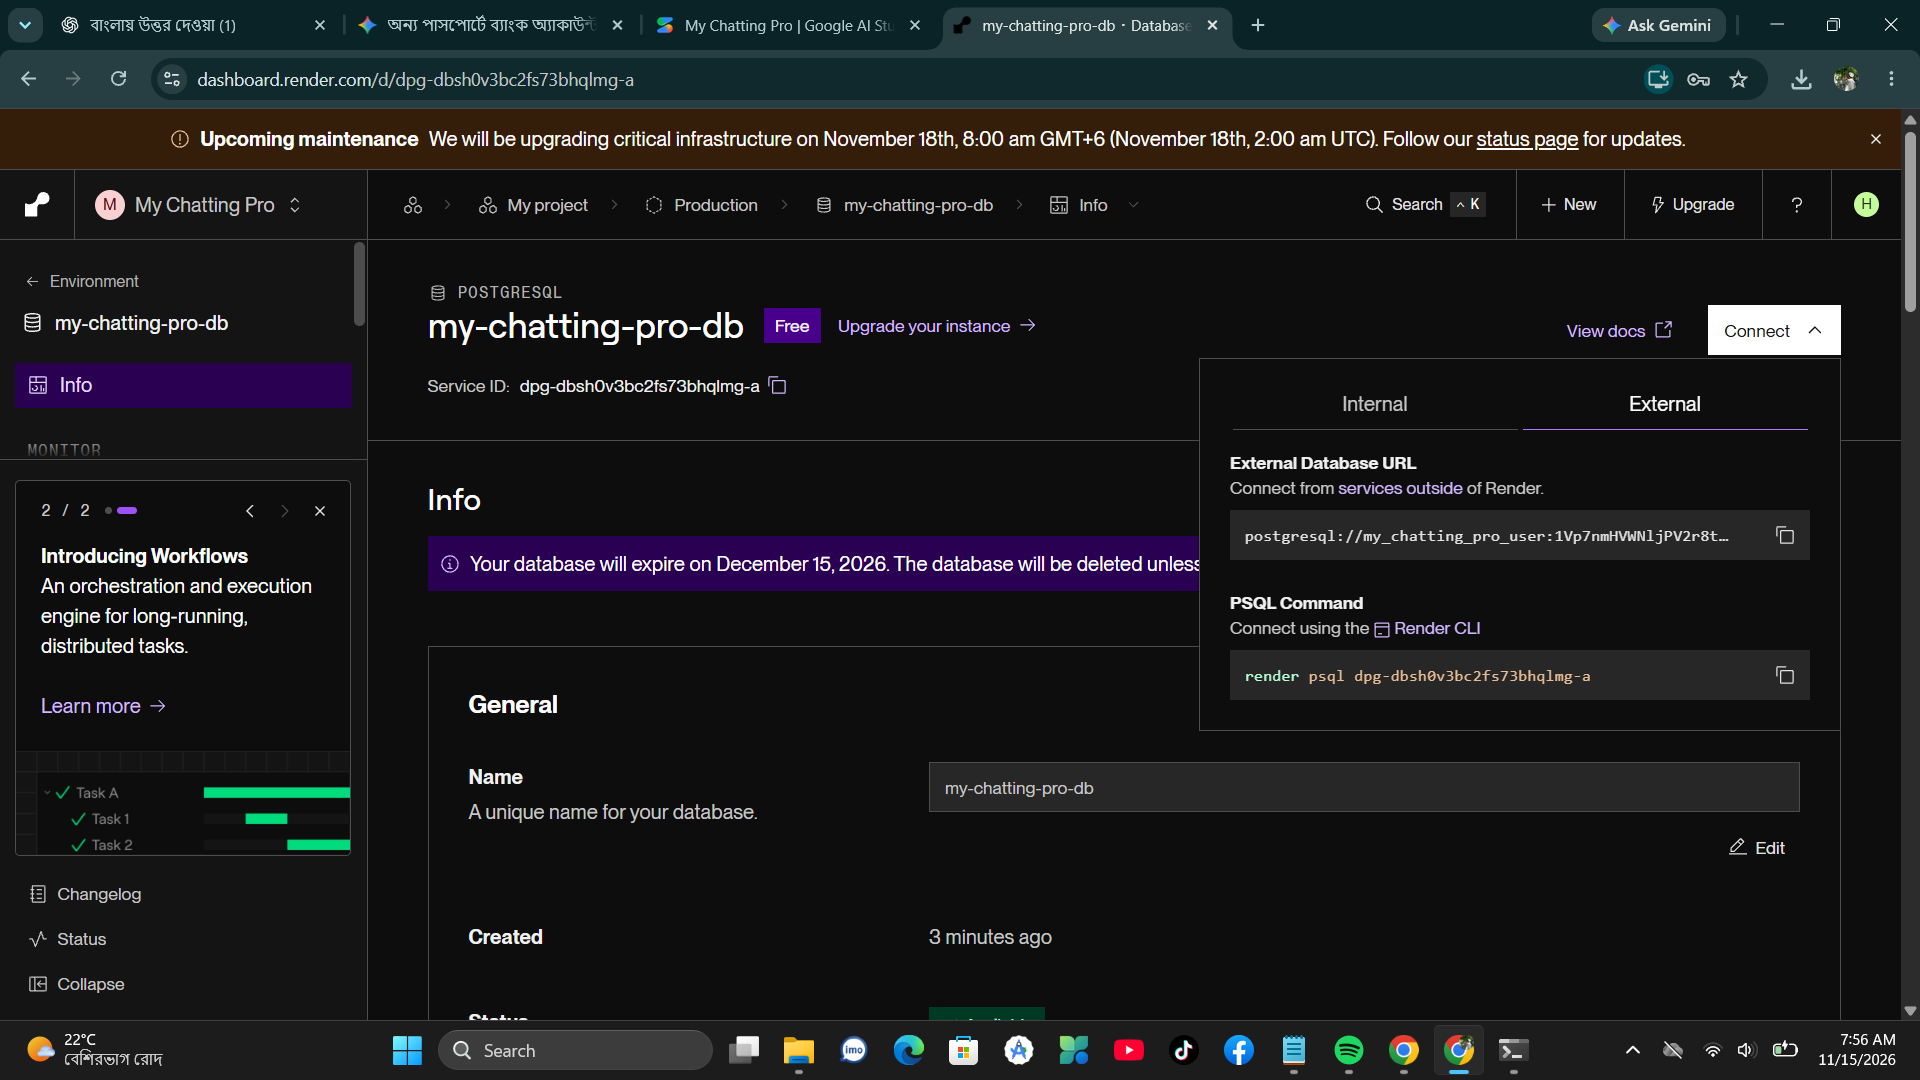 বাংলায় উত্তর দেওয়া (1)
অন্য পাসপোর্টে ব্যাংক অ্যাকাউন্ট
My Chatting Pro | Google AI Stu
my-chatting-pro-db · Database
Ask Gemini
dashboard.render.com/d/dpg-dbsh0v3bc2fs73bhqlmg-a
Upcoming maintenance We will be upgrading critical infrastructure on November 18th, 8:00 am GMT+6 (November 18th, 2:00 am UTC). Follow our status page for updates.
M My Chatting Pro
My project
Production
my-chatting-pro-db
Info
Search ^ K
+ New
Upgrade
?
H
← Environment
my-chatting-pro-db
Info
MONITOR
2 / 2
Introducing Workflows
An orchestration and execution
engine for long-running,
distributed tasks.
Learn more →
Task A
Task 1
Task 2
Changelog
Status
Collapse
POSTGRESQL
my-chatting-pro-db Free Upgrade your instance →
Service ID: dpg-dbsh0v3bc2fs73bhqlmg-a
View docs
Connect
Internal
External
External Database URL
Connect from services outside of Render.
postgresql://my_chatting_pro_user:1Vp7nmHVWNljPV2r8t…
PSQL Command
Connect using the Render CLI
render psql dpg-dbsh0v3bc2fs73bhqlmg-a
Info
Your database will expire on December 15, 2026. The database will be deleted unless
General
Name
A unique name for your database.
my-chatting-pro-db
Edit
Created
3 minutes ago
Status
22°C
বেশিরভাগ রোদ
Search
imo
7:56 AM
11/15/2026